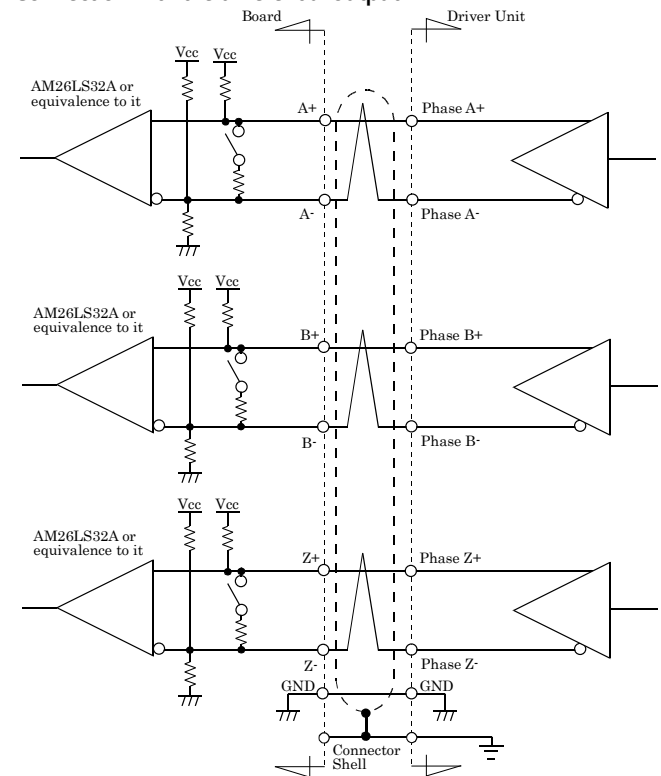 Board
Driver Unit
Vcc
Vcc
AM26LS32A or
equivalence to it
A+
Phase A+
A-
Phase A-
Vcc
Vcc
AM26LS32A or
equivalence to it
B+
Phase B+
B-
Phase B-
Vcc
Vcc
AM26LS32A or
equivalence to it
Z+
Phase Z+
Z-
Phase Z-
GND
GND
Connector
Shell